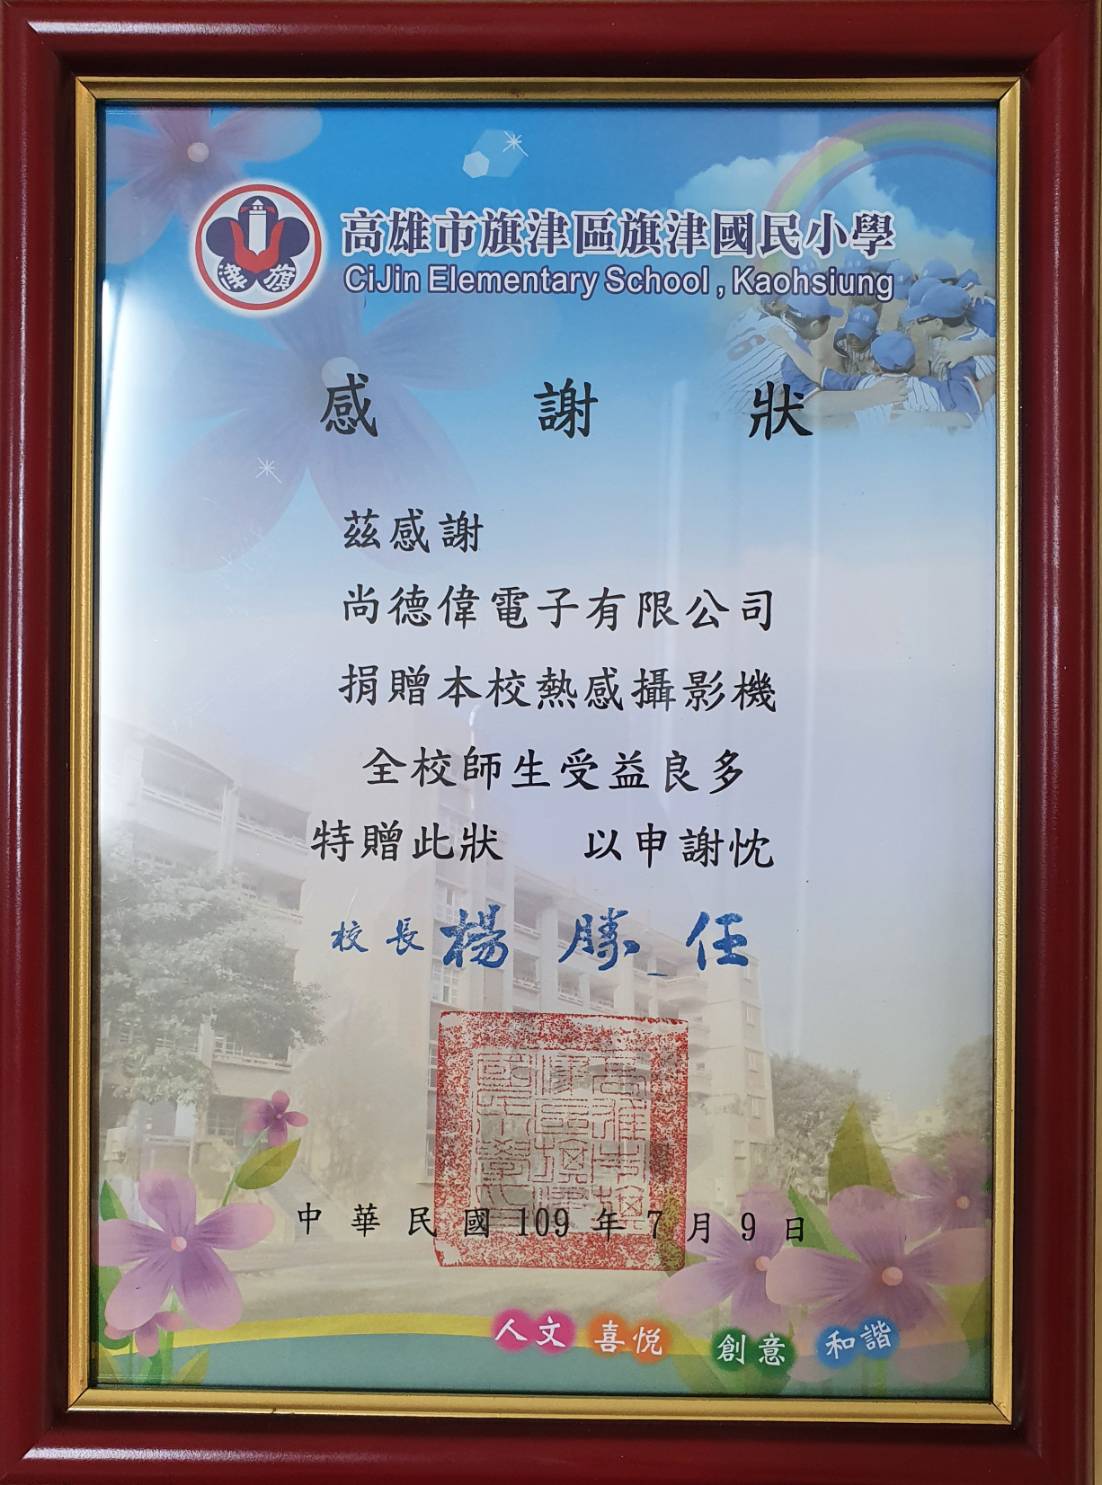 高雄市旗津區旗津國民小學
CiJin Elementary School , Kaohsiung
津旗
感謝狀
茲感謝
尚德偉電子有限公司
捐贈本校熱感攝影機
全校師生受益良多
特贈此狀 以申謝忱
校長 楊勝任
中華民國 109 年 7 月 9 日
人文 喜悅 創意 和諧